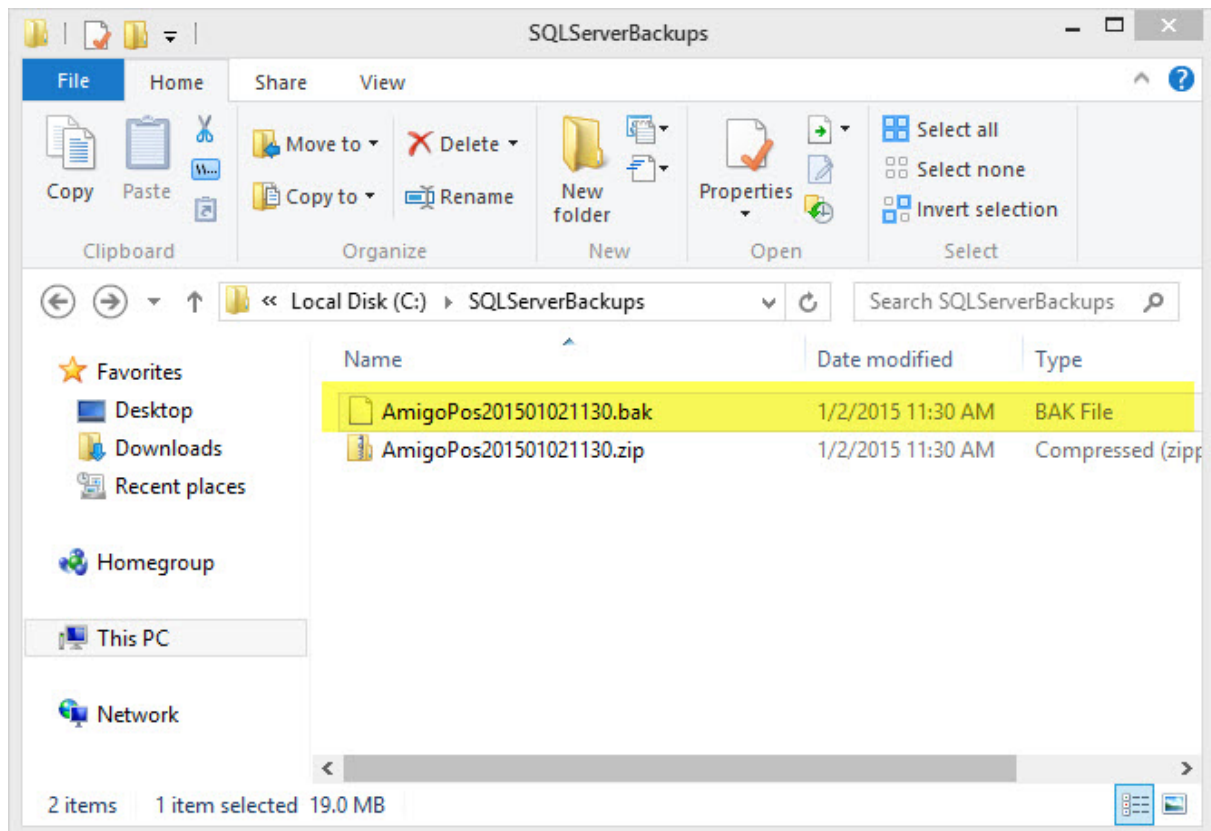 SQLServerBackups
File Home Share View
Copy
Paste
W...
Move to
Copy to
Delete
Rename
New folder
Properties
Select all
Select none
Invert selection
Clipboard Organize New Open Select
« Local Disk (C:) SQLServerBackups
Search SQLServerBackups
Name Date modified Type
AmigoPos201501021130.bak 1/2/2015 11:30 AM BAK File
AmigoPos201501021130.zip 1/2/2015 11:30 AM Compressed (zipp
Favorites
Desktop
Downloads
Recent places
Homegroup
This PC
Network
2 items 1 item selected 19.0 MB